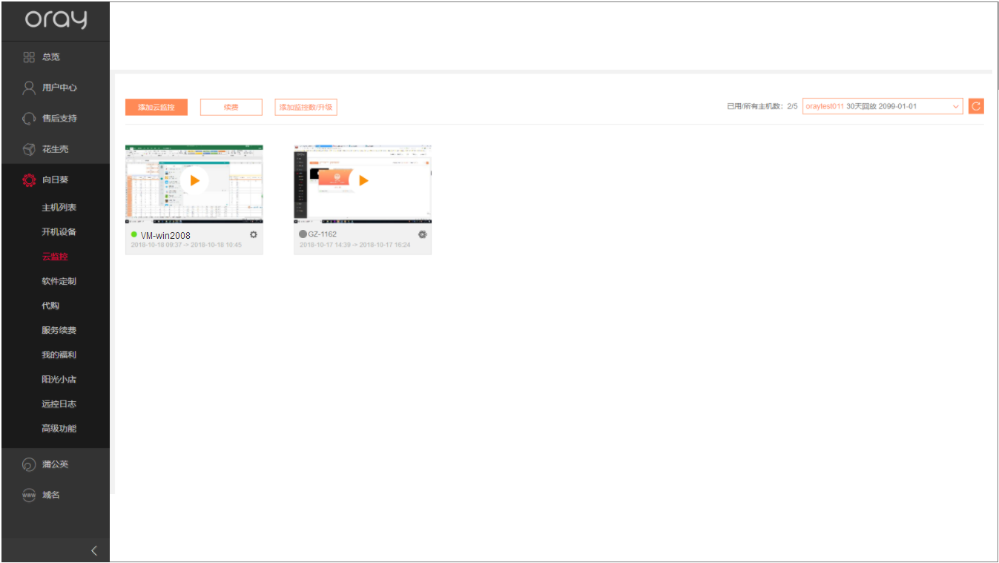 oray
总览
用户中心
售后支持
花生壳
向日葵
主机列表
开机设备
云监控
软件定制
代购
服务续费
我的福利
阳光小店
远控日志
高级功能
蒲公英
www 域名
添加云监控 续费 添加监控数/升级 已用/所有主机数：2/5 oraytest011 30天回放 2099-01-01
VM-win2008
2018-10-18 09:37 -> 2018-10-18 10:45
GZ-1162
2018-10-17 14:39 -> 2018-10-17 16:24